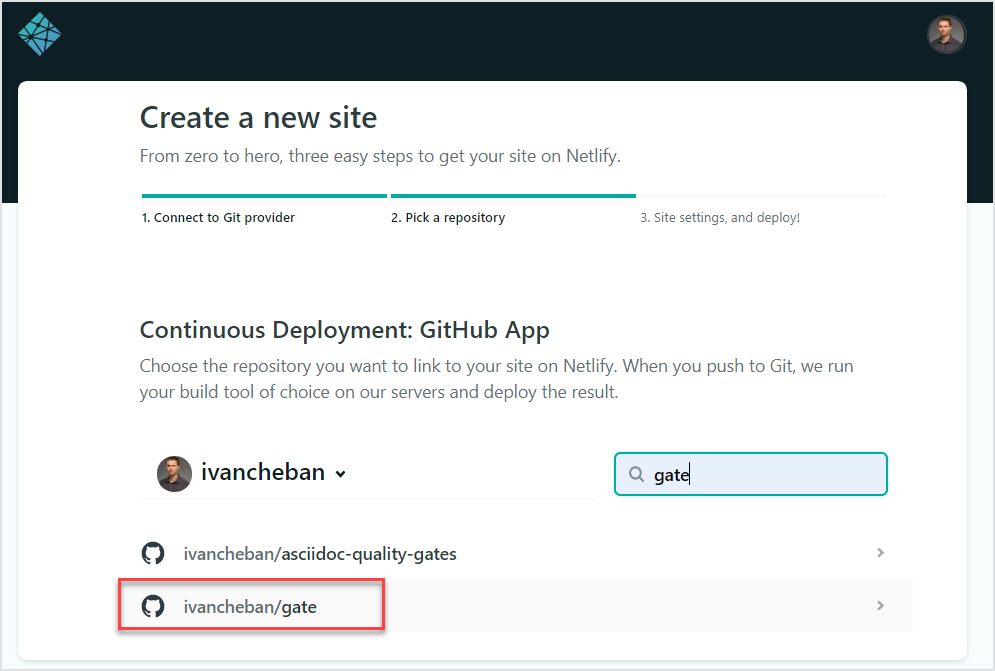 Create a new site
From zero to hero, three easy steps to get your site on Netlify.
1. Connect to Git provider
2. Pick a repository
3. Site settings, and deploy!
Continuous Deployment: GitHub App
Choose the repository you want to link to your site on Netlify. When you push to Git, we run
your build tool of choice on our servers and deploy the result.
ivancheban
gate
ivancheban/asciidoc-quality-gates
ivancheban/gate